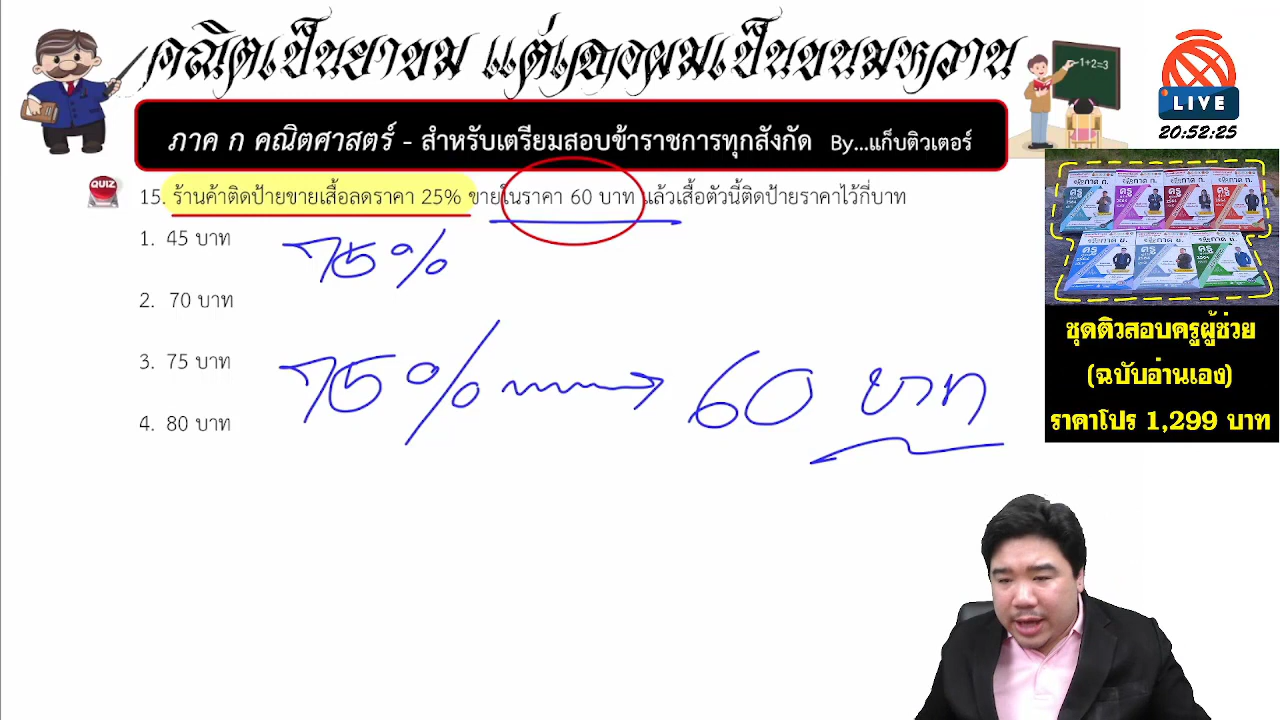 คณิตเป็นยาขม แต่เจอผมเป็นขนมหวาน
1+2=3
LIVE
20:52:25
ภาค ก คณิตศาสตร์ - สำหรับเตรียมสอบข้าราชการทุกสังกัด By...แก็บติวเตอร์
QUIZ
15. ร้านค้าติดป้ายขายเสื้อลดราคา 25% ขายในราคา 60 บาท แล้วเสื้อตัวนี้ติดป้ายราคาไว้กี่บาท
1. 45 บาท
75%
2. 70 บาท
3. 75 บาท
75% 60 บาท
4. 80 บาท
ชุดติวสอบครูผู้ช่วย
(ฉบับอ่านเอง)
ราคาโปร 1,299 บาท